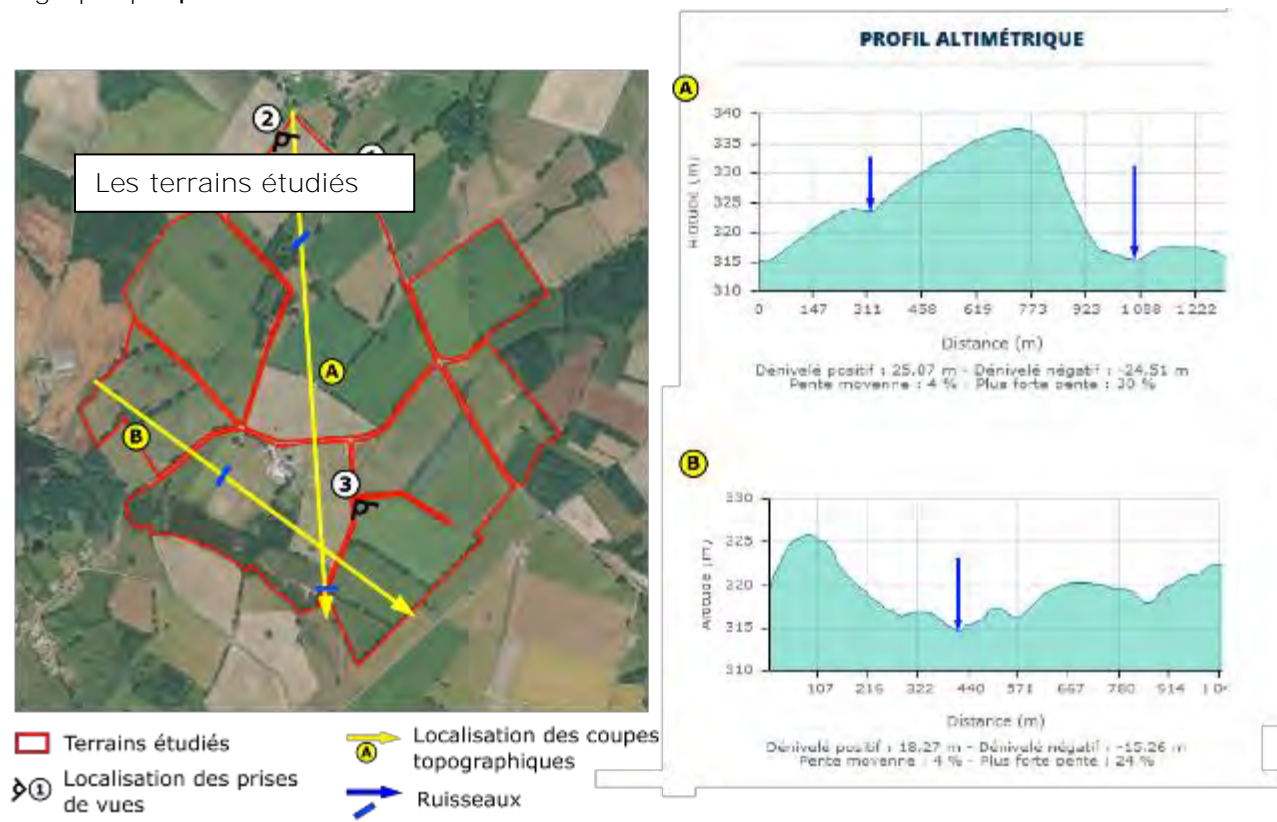 PROFIL ALTIMÉTRIQUE
A
340
335
330
325
320
315
310
Altitude (m)
0 147 311 458 619 773 923 1088 1222
Distance (m)
Dénivelé positif : 25,07 m - Dénivelé négatif : -24,51 m
Pente moyenne : 4 % - Plus forte pente : 30 %
2
Les terrains étudiés
A
B
3
B
330
325
320
315
310
Altitude (m)
107 216 322 440 571 667 780 914
Distance (m)
Dénivelé positif : 18,27 m - Dénivelé négatif : -15,26 m
Pente moyenne : 4 % - Plus forte pente : 24 %
Terrains étudiés
1 Localisation des prises
de vues
A Localisation des coupes
topographiques
Ruisseaux